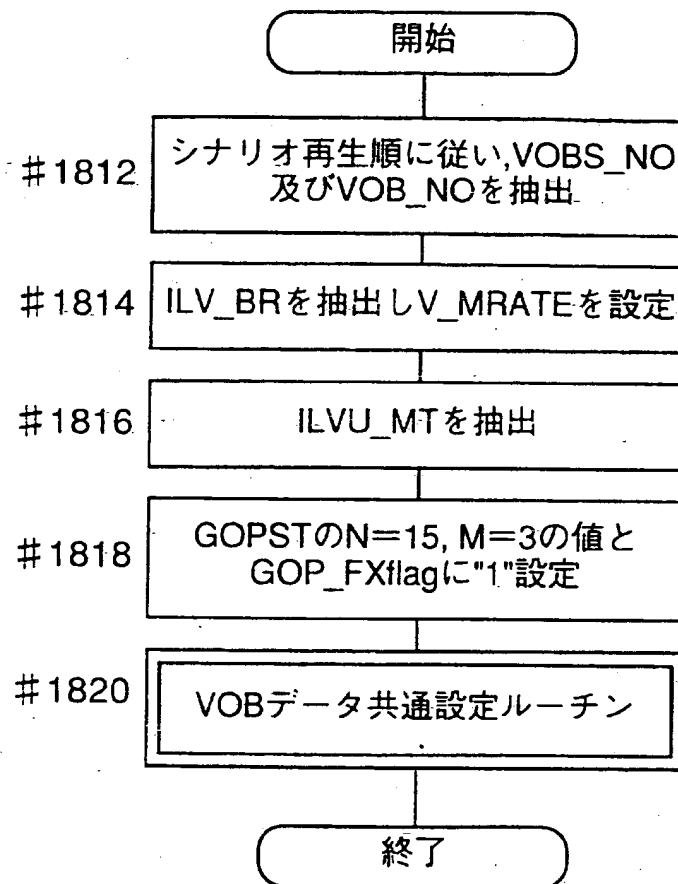 開始
#1812
シナリオ再生順に従い,VOBS_NO
及びVOB_NOを抽出
#1814
ILV_BRを抽出しV_MRATEを設定
#1816
ILVU_MTを抽出
#1818
GOPSTのN=15, M=3の値と
GOP_FXflagに"1"設定
#1820
VOBデータ共通設定ルーチン
終了